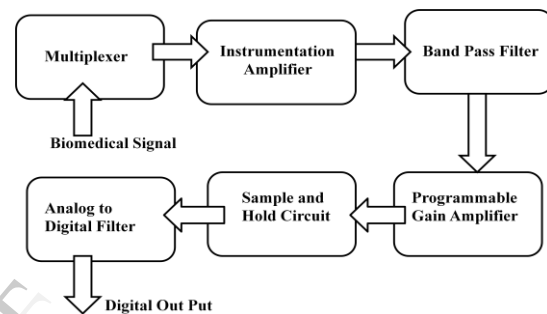 Multiplexer
Instrumentation
Amplifier
Band Pass Filter
Biomedical Signal
Analog to
Digital Filter
Sample and
Hold Circuit
Programmable
Gain Amplifier
Digital Out Put